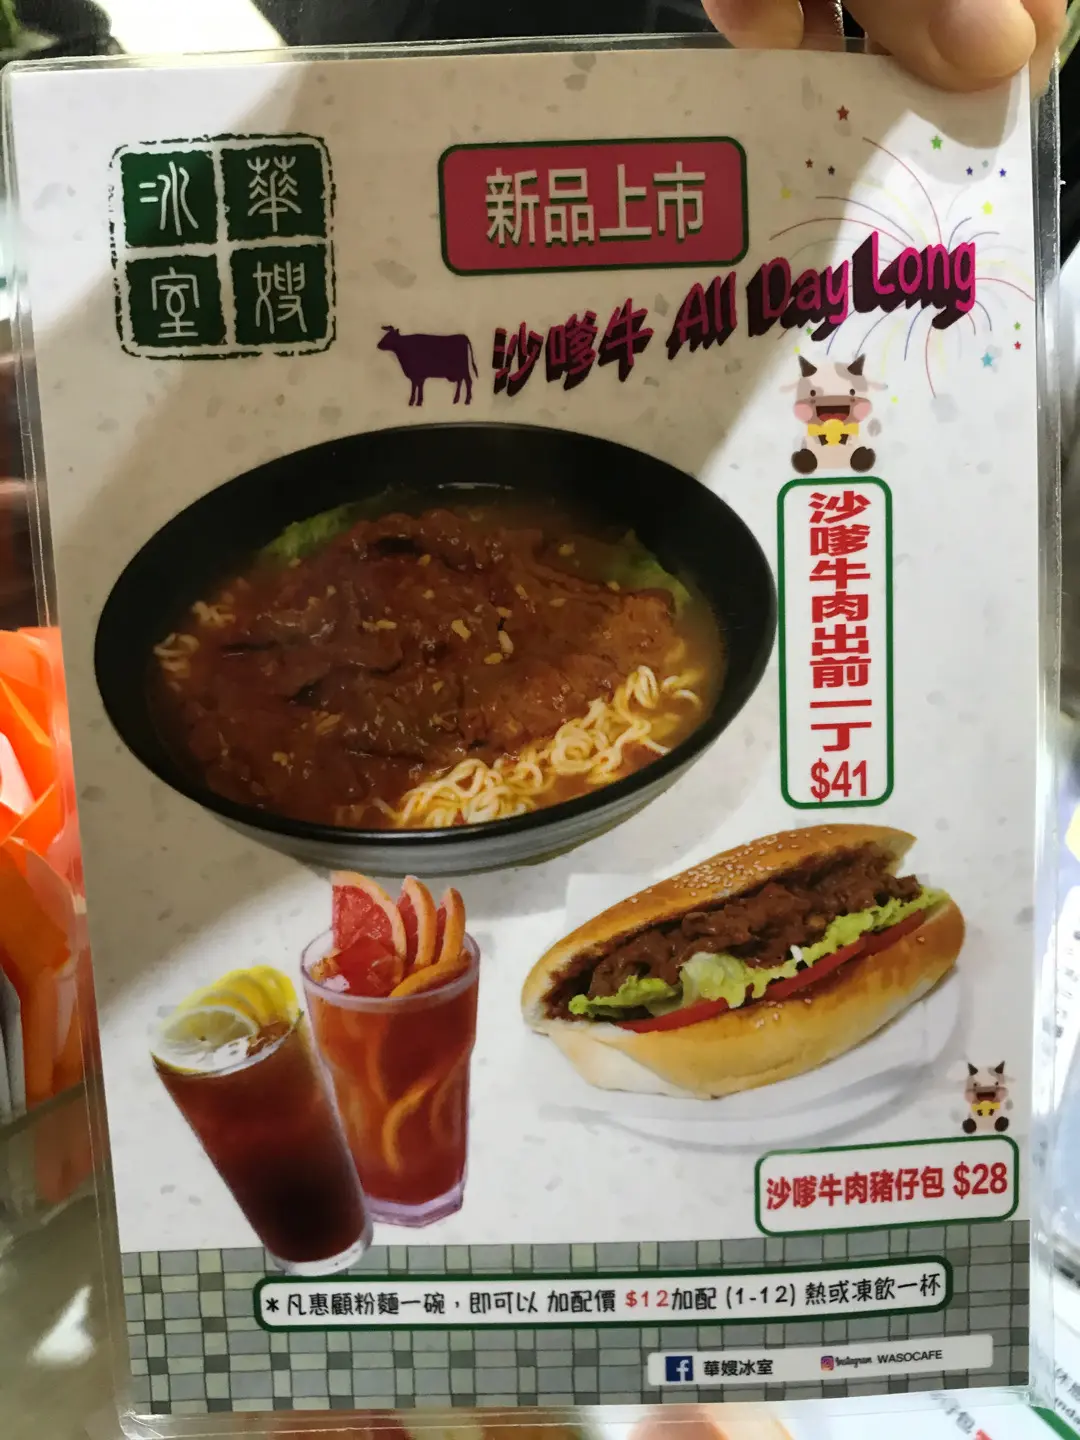 華嫂冰室
新品上市
沙嗲牛 All Day Long
沙嗲牛肉出前一丁
$41
沙嗲牛肉豬仔包 $28
*凡惠顧粉麵一碗，即可以 加配價 $12加配 (1-12) 熱或凍飲一杯
華嫂冰室
Instagram WASOCAFE